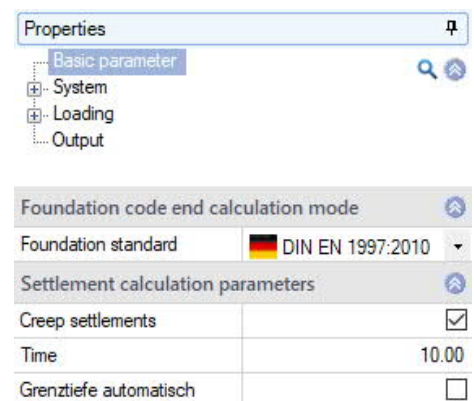 Properties
Basic parameter
System
Loading
Output
Foundation code end calculation mode
Foundation standard DIN EN 1997:2010
Settlement calculation parameters
Creep settlements
Time 10.00
Grenztiefe automatisch